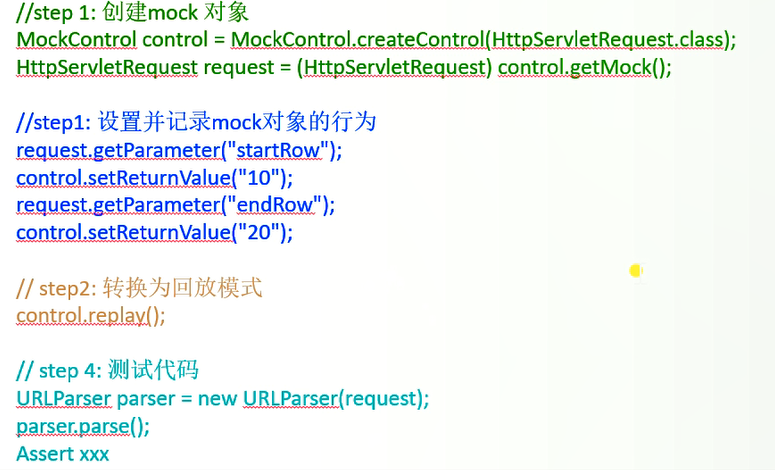 //step 1: 创建mock 对象
MockControl control = MockControl.createControl(HttpServletRequest.class);
HttpServletRequest request = (HttpServletRequest) control.getMock();
//step1: 设置并记录mock对象的行为
request.getParameter("startRow");
control.setReturnValue("10");
request.getParameter("endRow");
control.setReturnValue("20");
// step2: 转换为回放模式
control.replay();
// step 4: 测试代码
URLParser parser = new URLParser(request);
parser.parse();
Assert xxx